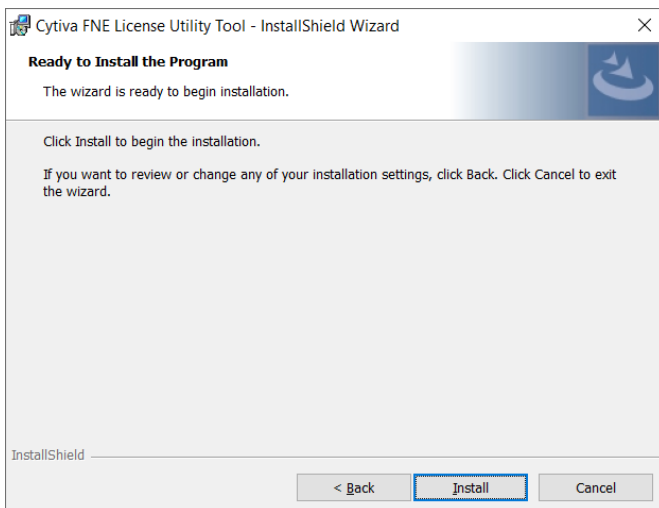 Cytiva FNE License Utility Tool - InstallShield Wizard
Ready to Install the Program
The wizard is ready to begin installation.
Click Install to begin the installation.
If you want to review or change any of your installation settings, click Back. Click Cancel to exit
the wizard.
InstallShield
< Back
Install
Cancel